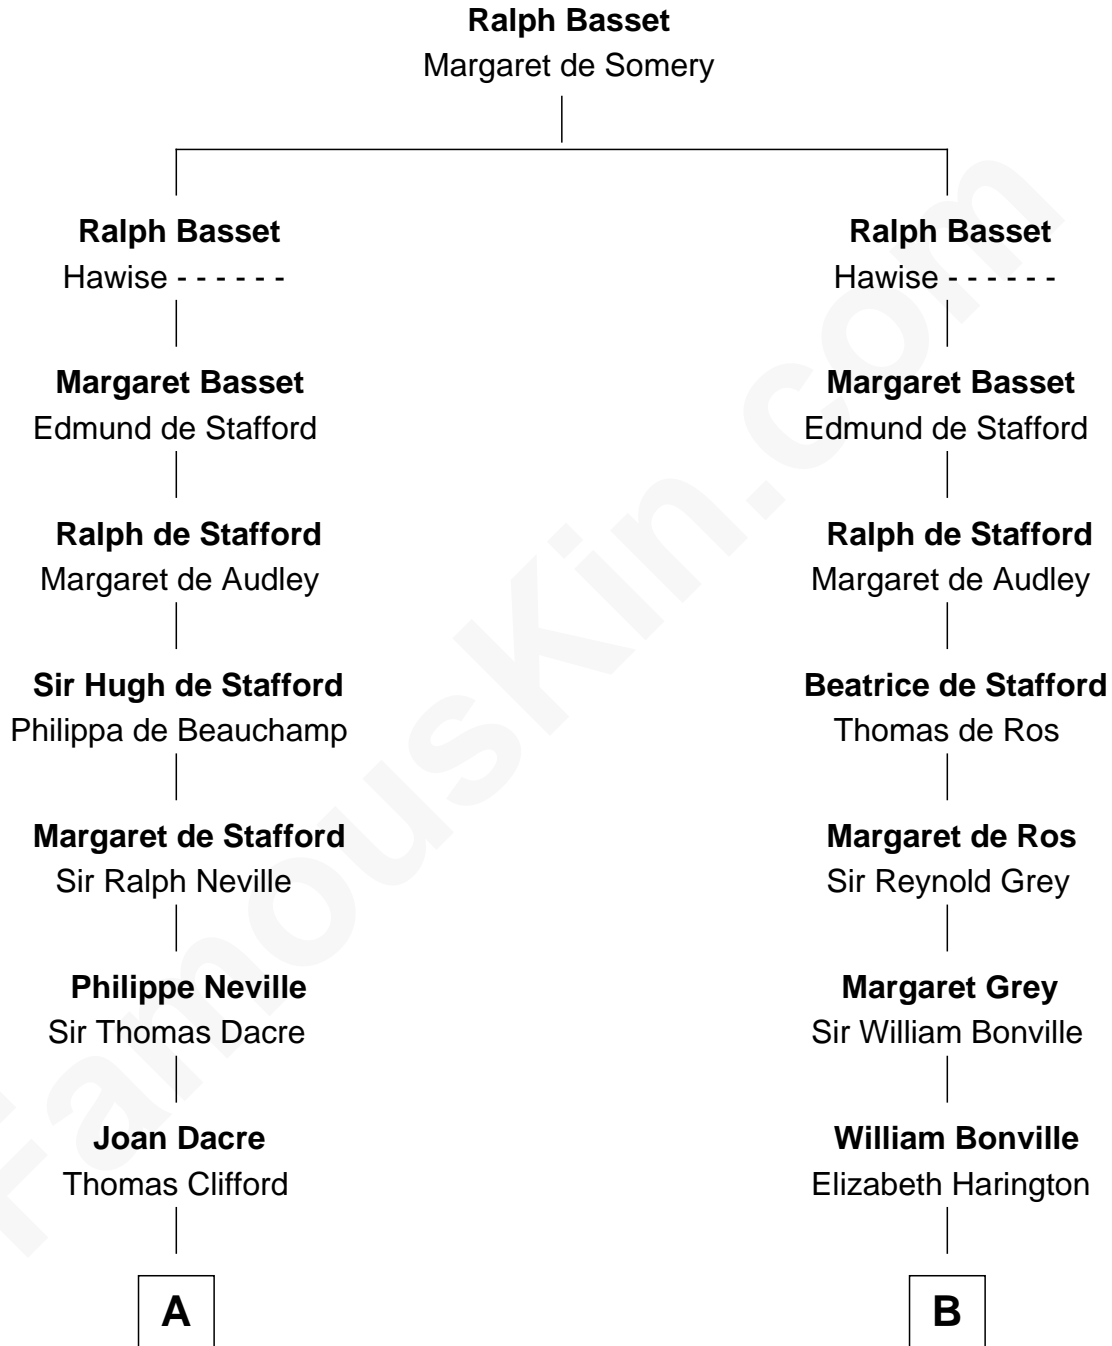 Ralph Basset
Margaret de Somery
Ralph Basset
Hawise - - - - - -
Margaret Basset
Edmund de Stafford
Ralph de Stafford
Margaret de Audley
Sir Hugh de Stafford
Philippa de Beauchamp
Margaret de Stafford
Sir Ralph Neville
Philippe Neville
Sir Thomas Dacre
Joan Dacre
Thomas Clifford
A
Ralph Basset
Hawise - - - - - -
Margaret Basset
Edmund de Stafford
Ralph de Stafford
Margaret de Audley
Beatrice de Stafford
Thomas de Ros
Margaret de Ros
Sir Reynold Grey
Margaret Grey
Sir William Bonville
William Bonville
Elizabeth Harington
B
FamousKin.com